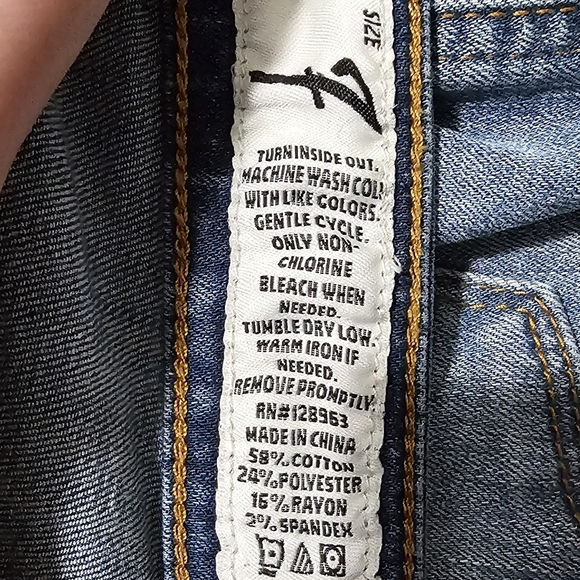 SIZE
7
TURN INSIDE OUT.
MACHINE WASH COLD
WITH LIKE COLORS.
GENTLE CYCLE.
ONLY NON-
CHLORINE
BLEACH WHEN
NEEDED.
TUMBLE DRY LOW.
WARM IRON IF
NEEDED.
REMOVE PROMPTLY.
RN#128963
MADE IN CHINA
58% COTTON
24% POLYESTER
16% RAYON
2% SPANDEX